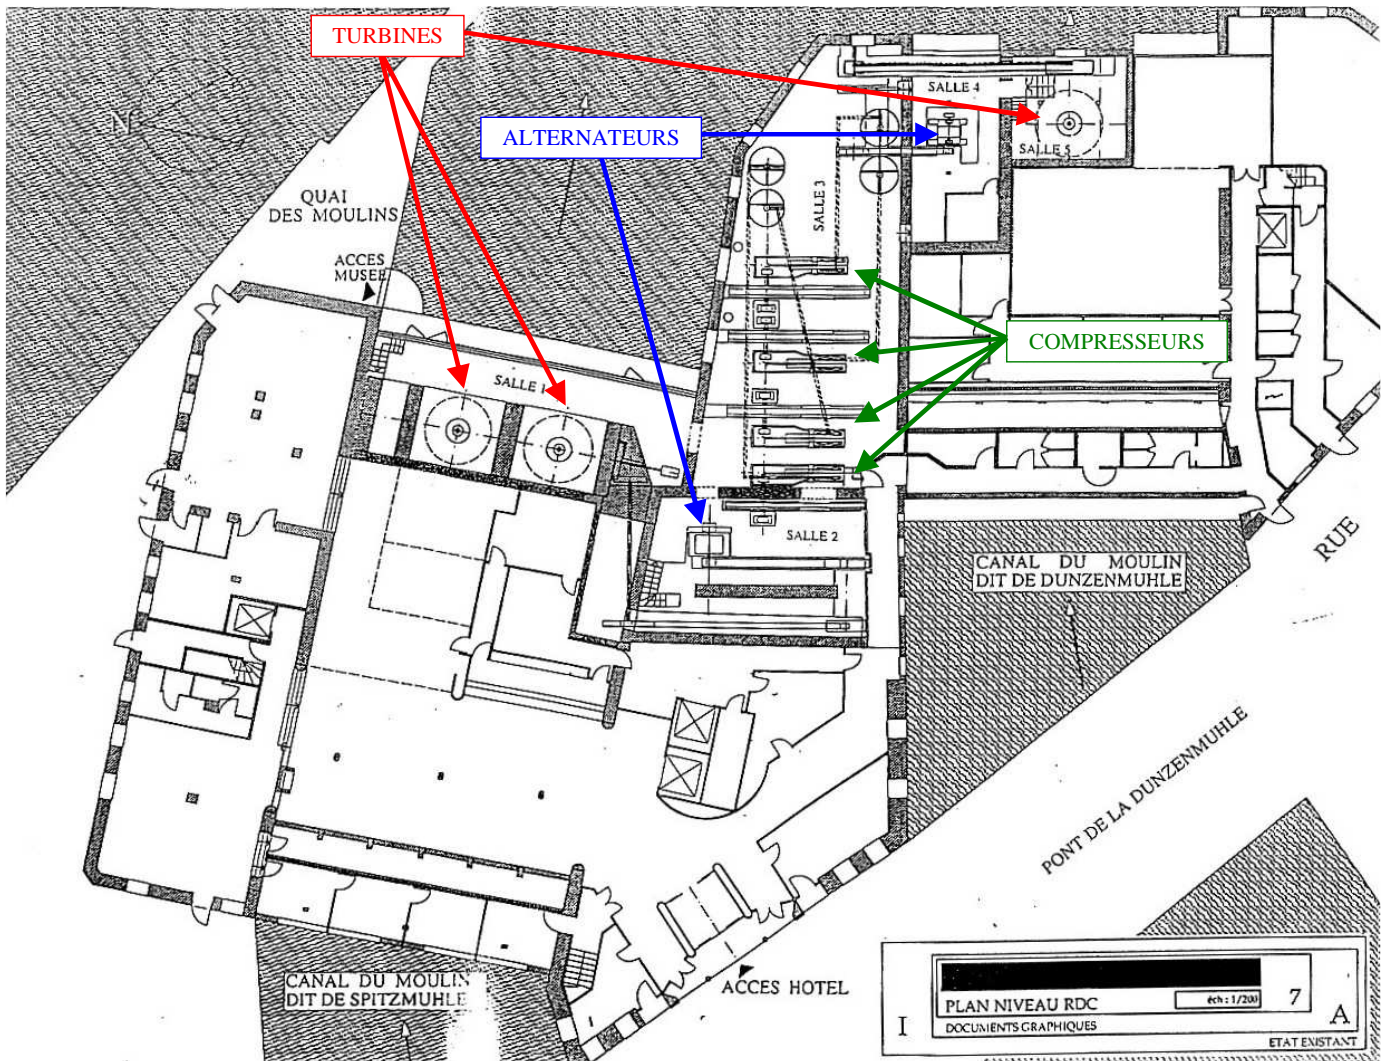 TURBINES
SALLE 4
N
ALTERNATEURS
SALLE 5
QUAI
DES MOULINS
SALLE 3
ACCES
MUSEE
COMPRESSEURS
SALLE 1
SALLE 2
RUE
CANAL DU MOULIN
DIT DE DUNZENMUHLE
PONT DE LA DUNZENMUHLE
CANAL DU MOULIN
DIT DE SPITZMUHLE
ACCES HOTEL
PLAN NIVEAU RDC
éch : 1/200
7
I
DOCUMENTS GRAPHIQUES
A
ETAT EXISTANT